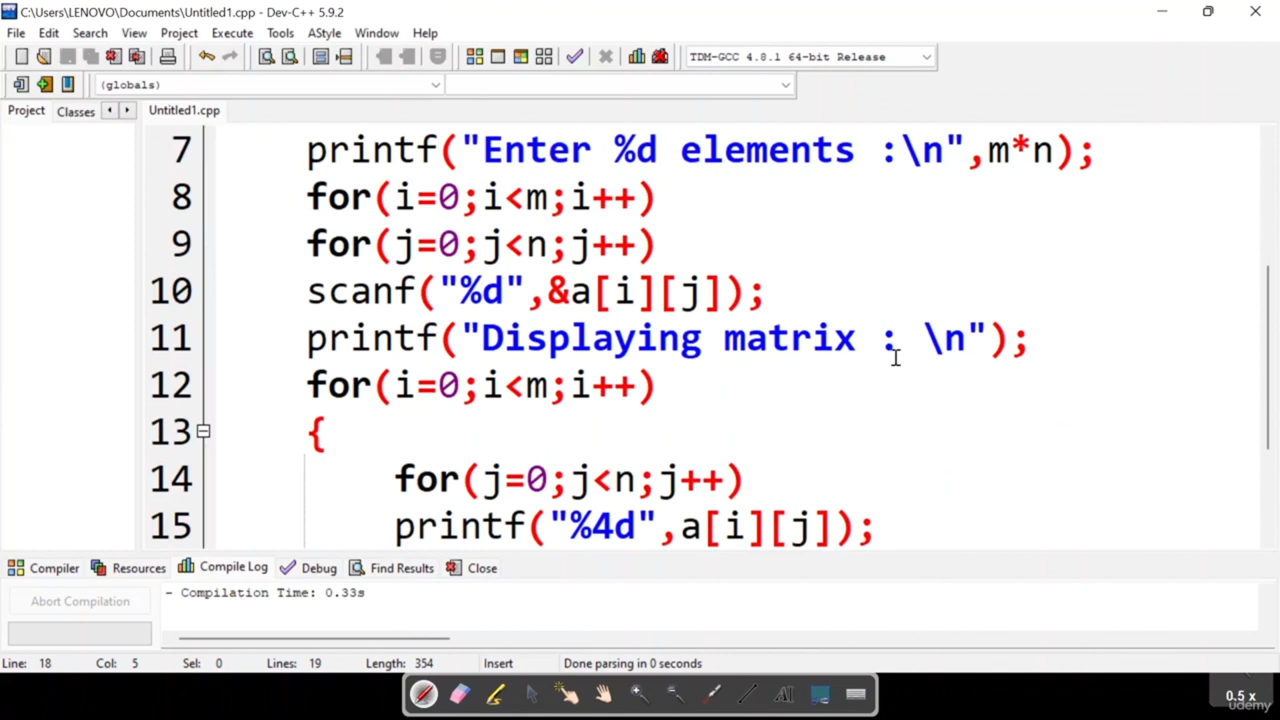 C:\Users\LENOVO\Documents\Untitled1.cpp - Dev-C++ 5.9.2
File Edit Search View Project Execute Tools AStyle Window Help
TDM-GCC 4.8.1 64-bit Release
(globals)
Project Classes Untitled1.cpp
7 printf("Enter %d elements :\n",m*n);
8 for(i=0;i<m;i++)
9 for(j=0;j<n;j++)
10 scanf("%d",&a[i][j]);
11 printf("Displaying matrix : \n");
12 for(i=0;i<m;i++)
13 {
14 for(j=0;j<n;j++)
15 printf("%4d",a[i][j]);
Compiler Resources Compile Log Debug Find Results Close
Abort Compilation
- Compilation Time: 0.33s
Line: 18 Col: 5 Sel: 0 Lines: 19 Length: 354 Insert Done parsing in 0 seconds
AI
0.5 x
udemy